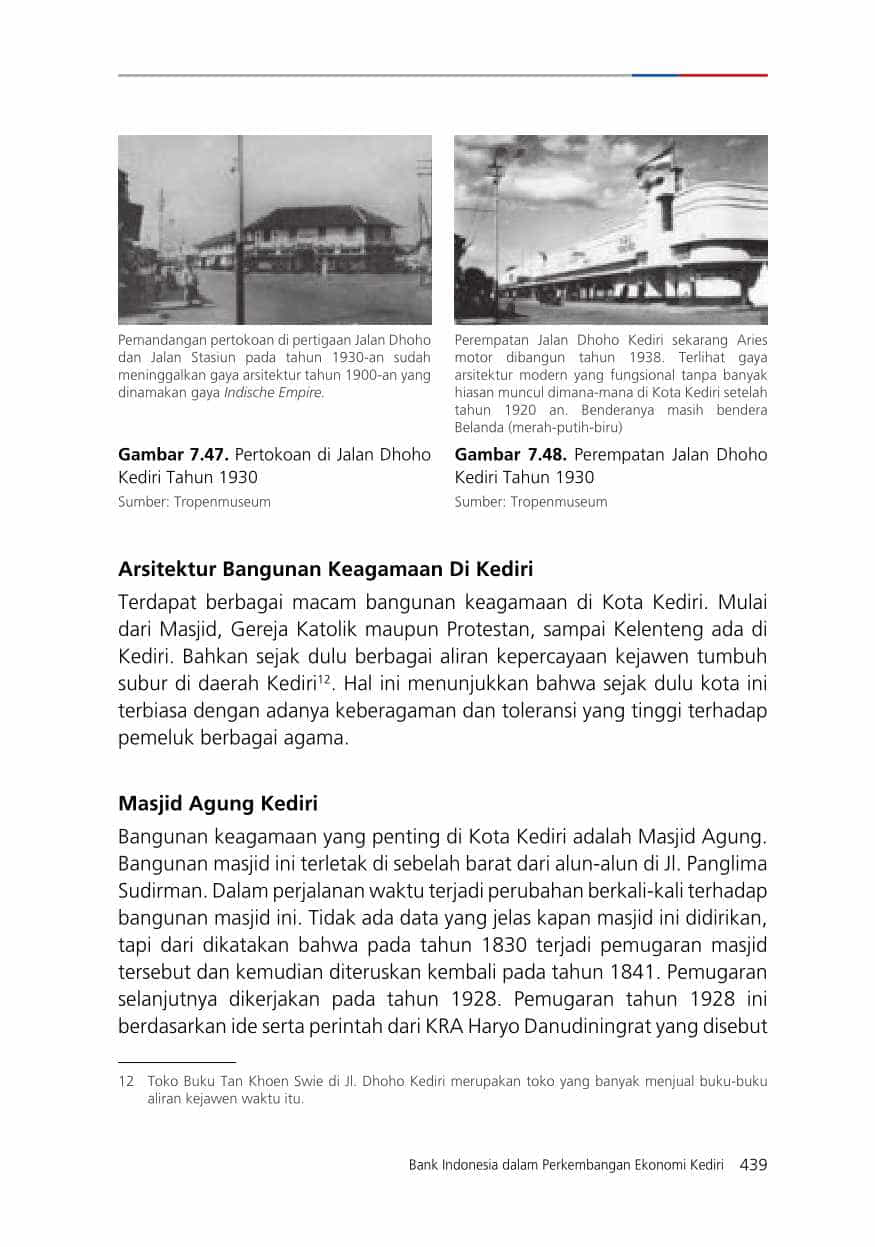 Pemandangan pertokoan di pertigaan Jalan Dhoho
dan Jalan Stasiun pada tahun 1930-an sudah
meninggalkan gaya arsitektur tahun 1900-an yang
dinamakan gaya Indische Empire.
Gambar 7.47. Pertokoan di Jalan Dhoho
Kediri Tahun 1930
Sumber: Tropenmuseum
Perempatan Jalan Dhoho Kediri sekarang Aries
motor dibangun tahun 1938. Terlihat gaya
arsitektur modern yang fungsional tanpa banyak
hiasan muncul dimana-mana di Kota Kediri setelah
tahun 1920 an. Benderanya masih bendera
Belanda (merah-putih-biru)
Gambar 7.48. Perempatan Jalan Dhoho
Kediri Tahun 1930
Sumber: Tropenmuseum
Arsitektur Bangunan Keagamaan Di Kediri
Terdapat berbagai macam bangunan keagamaan di Kota Kediri. Mulai
dari Masjid, Gereja Katolik maupun Protestan, sampai Kelenteng ada di
Kediri. Bahkan sejak dulu berbagai aliran kepercayaan kejawen tumbuh
subur di daerah Kediri¹². Hal ini menunjukkan bahwa sejak dulu kota ini
terbiasa dengan adanya keberagaman dan toleransi yang tinggi terhadap
pemeluk berbagai agama.
Masjid Agung Kediri
Bangunan keagamaan yang penting di Kota Kediri adalah Masjid Agung.
Bangunan masjid ini terletak di sebelah barat dari alun-alun di Jl. Panglima
Sudirman. Dalam perjalanan waktu terjadi perubahan berkali-kali terhadap
bangunan masjid ini. Tidak ada data yang jelas kapan masjid ini didirikan,
tapi dari dikatakan bahwa pada tahun 1830 terjadi pemugaran masjid
tersebut dan kemudian diteruskan kembali pada tahun 1841. Pemugaran
selanjutnya dikerjakan pada tahun 1928. Pemugaran tahun 1928 ini
berdasarkan ide serta perintah dari KRA Haryo Danudiningrat yang disebut
12 Toko Buku Tan Khoen Swie di Jl. Dhoho Kediri merupakan toko yang banyak menjual buku-buku
aliran kejawen waktu itu.
Bank Indonesia dalam Perkembangan Ekonomi Kediri 439